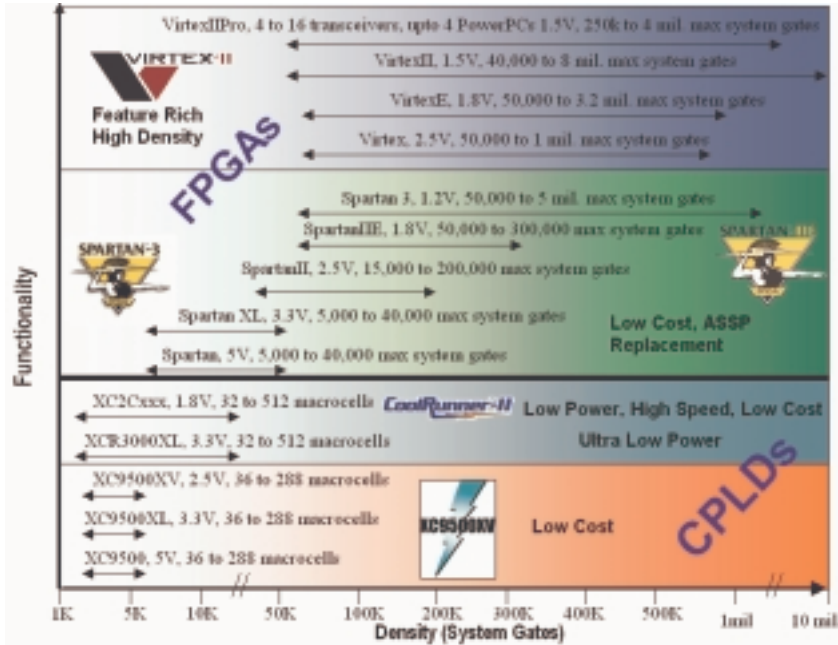 VirtexIIPro, 4 to 16 transceivers, upto 4 PowerPCs 1.5V, 250k to 4 mil. max system gates
VIRTEX-II
VirtexII, 1.5V, 40,000 to 8 mil. max system gates
Feature Rich
High Density
VirtexE, 1.8V, 50,000 to 3.2 mil. max system gates
Virtex, 2.5V, 50,000 to 1 mil. max system gates
FPGAs
Spartan 3, 1.2V, 50,000 to 5 mil. max system gates
SpartanIIE, 1.8V, 50,000 to 300,000 max system gates
SPARTAN-3
SPARTAN-III
SpartanII, 2.5V, 15,000 to 200,000 max system gates
Spartan XL, 3.3V, 5,000 to 40,000 max system gates
Low Cost, ASSP
Replacement
Spartan, 5V, 5,000 to 40,000 max system gates
Functionality
XC2Cxxx, 1.8V, 32 to 512 macrocells
CoolRunner-II
Low Power, High Speed, Low Cost
XCR3000XL, 3.3V, 32 to 512 macrocells
Ultra Low Power
CPLDs
XC9500XV, 2.5V, 36 to 288 macrocells
XC9500XL, 3.3V, 36 to 288 macrocells
XC9500XV
Low Cost
XC9500, 5V, 36 to 288 macrocells
1K 5K 10K // 50K 100K 200K 300K 400K 500K 1mil // 10 mil
Density (System Gates)